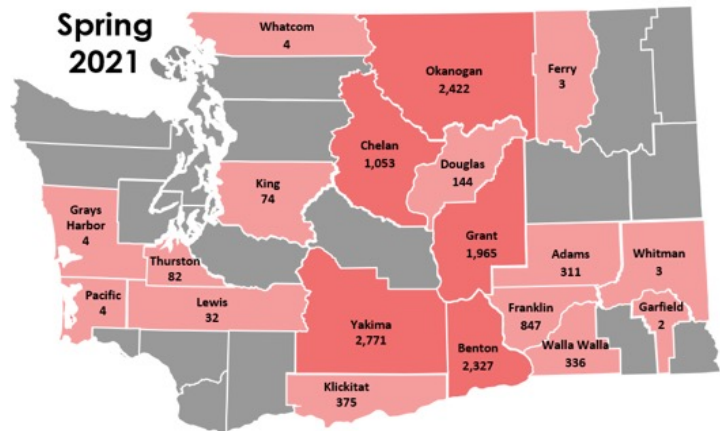 Spring
2021
Whatcom
4
Okanogan
2,422
Ferry
3
Chelan
1,053
Douglas
144
King
74
Grays
Harbor
4
Grant
1,965
Thurston
82
Adams
311
Whitman
3
Pacific
4
Lewis
32
Franklin
847
Garfield
2
Yakima
2,771
Benton
2,327
Walla Walla
336
Klickitat
375